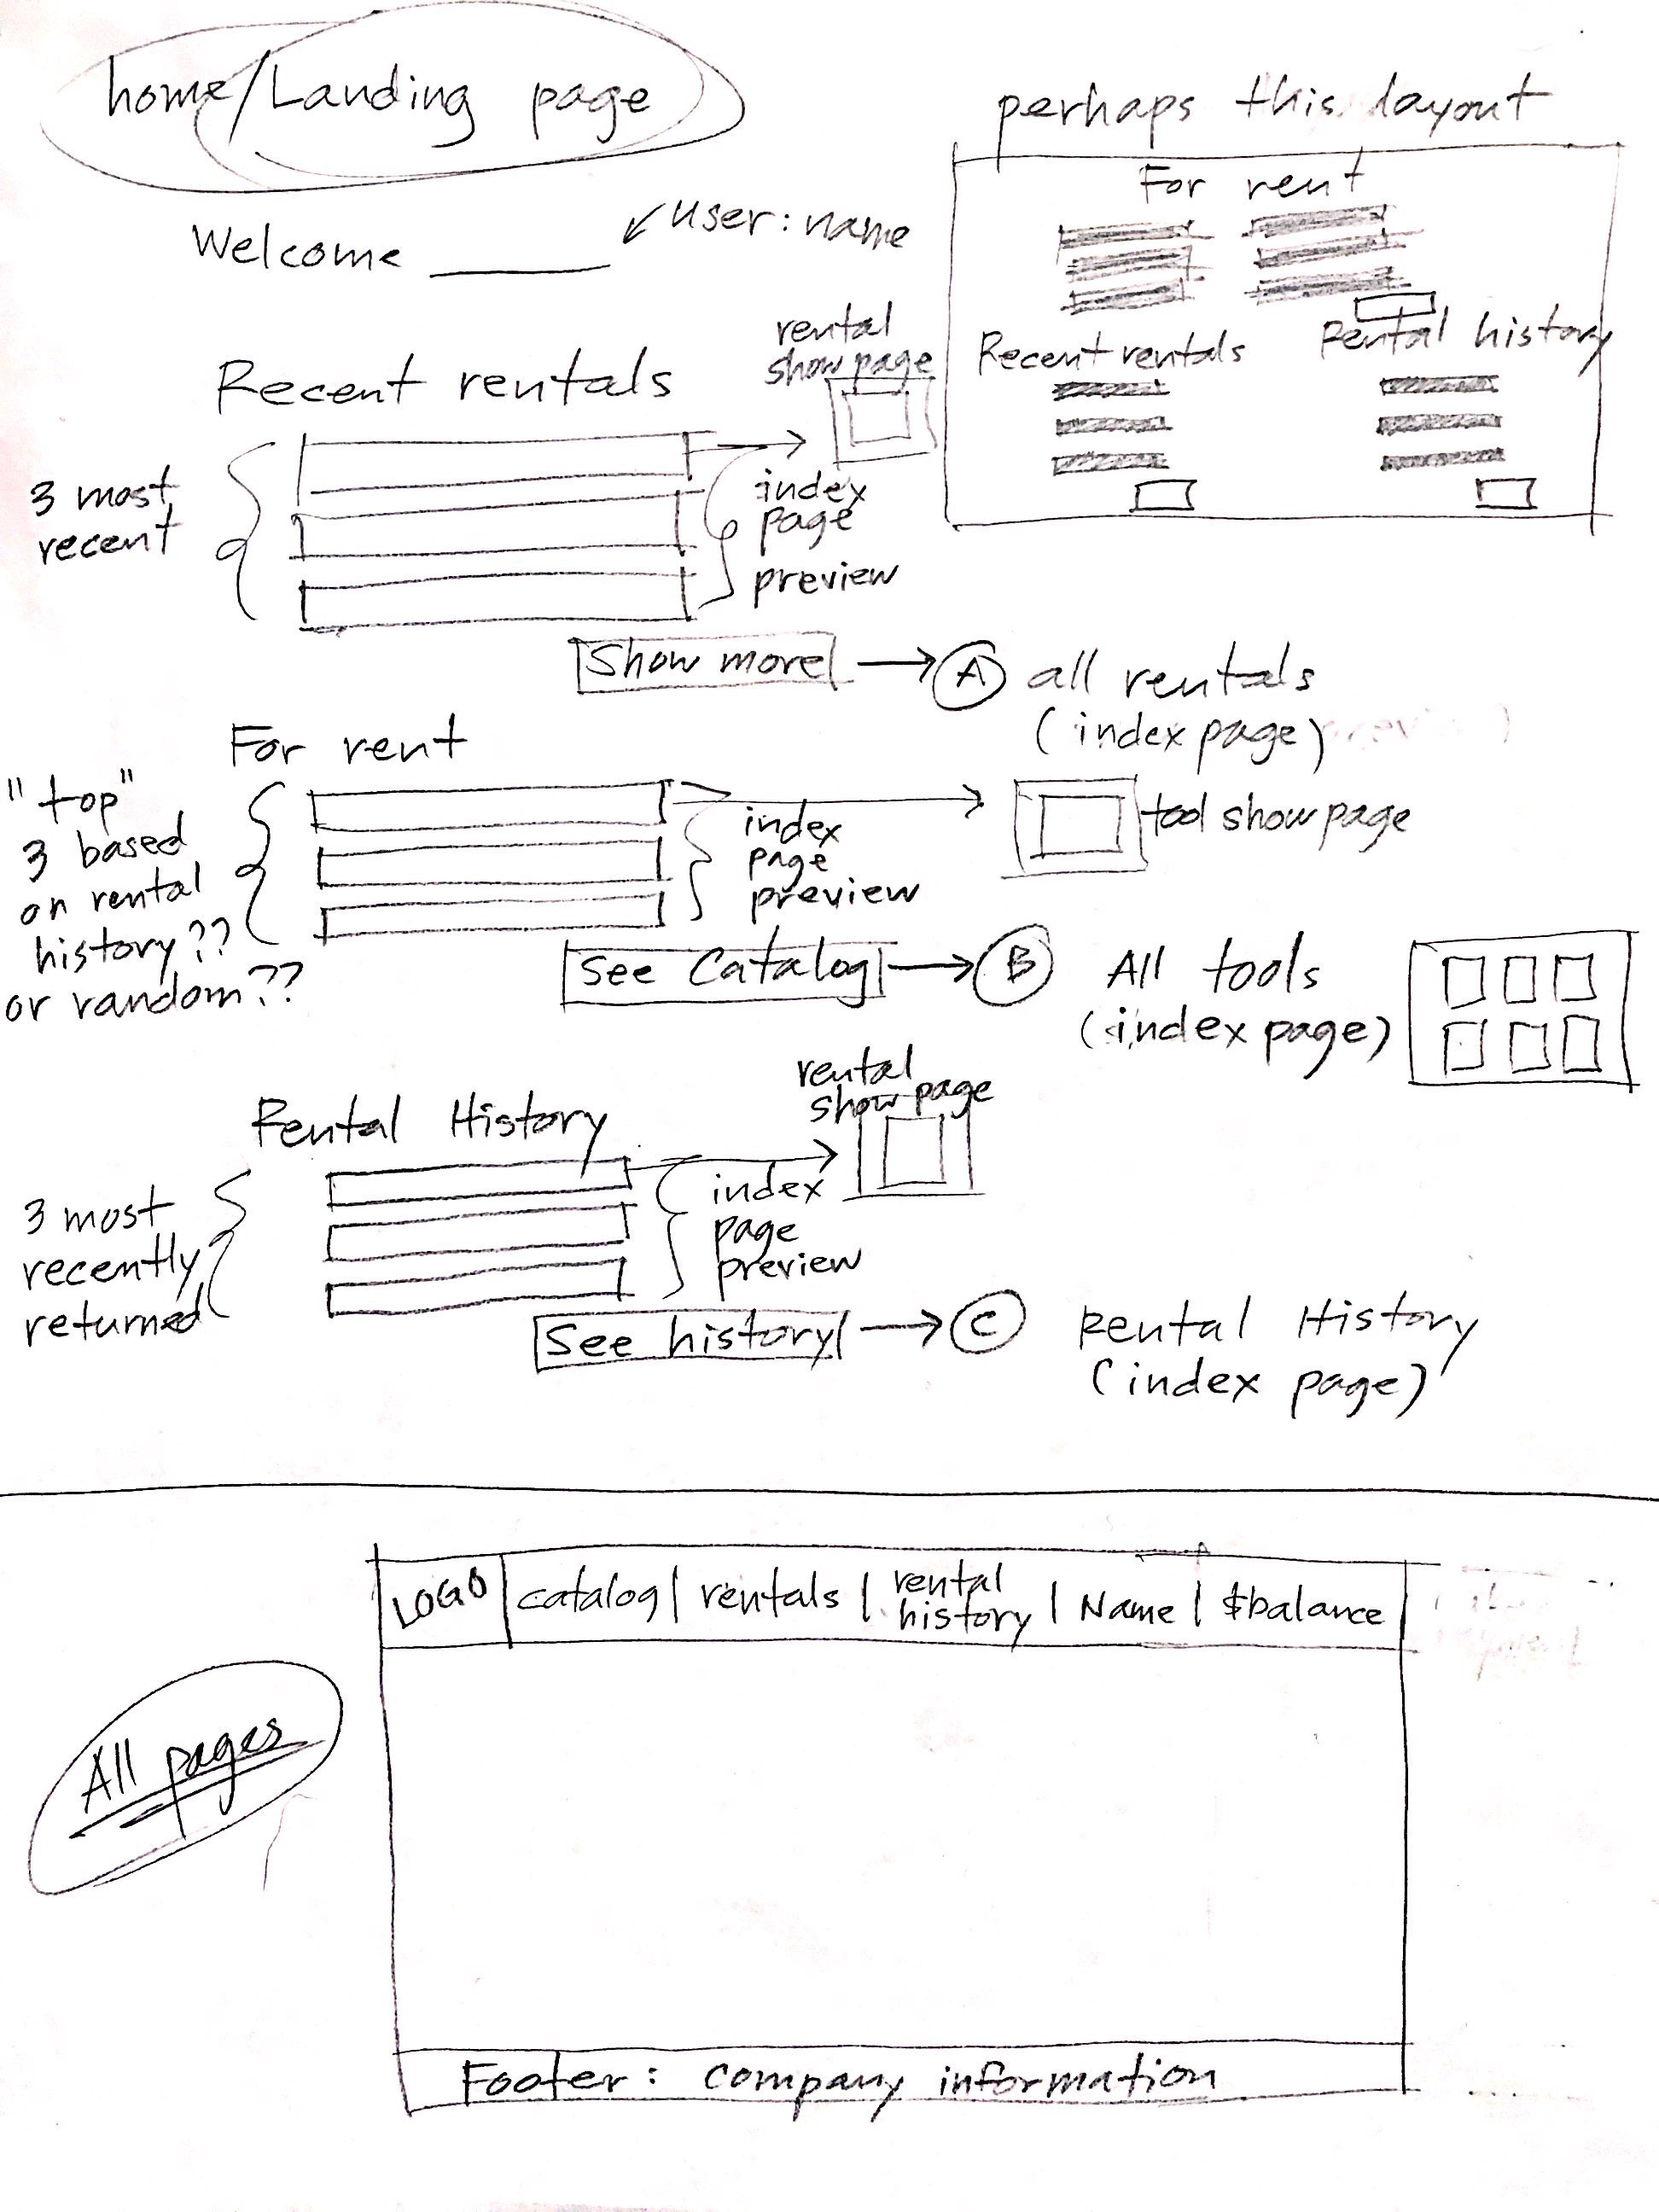 home/Landing page
Welcome ______ ↙ user: name
perhaps this layout
For rent
Recent rentals
Rental history
Recent rentals
3 most
recent
rental
show page
index
page
preview
Show more → A all rentals
(index page)
For rent
"top"
3 based
on rental
history??
or random??
index
page
preview
tool show page
See Catalog → B All tools
(index page)
Rental History
3 most
recently
returned
rental
show page
index
page
preview
See history → C Rental History
(index page)
All pages
LOGO | catalog | rentals | rental
history | Name | $balance
Footer: company information